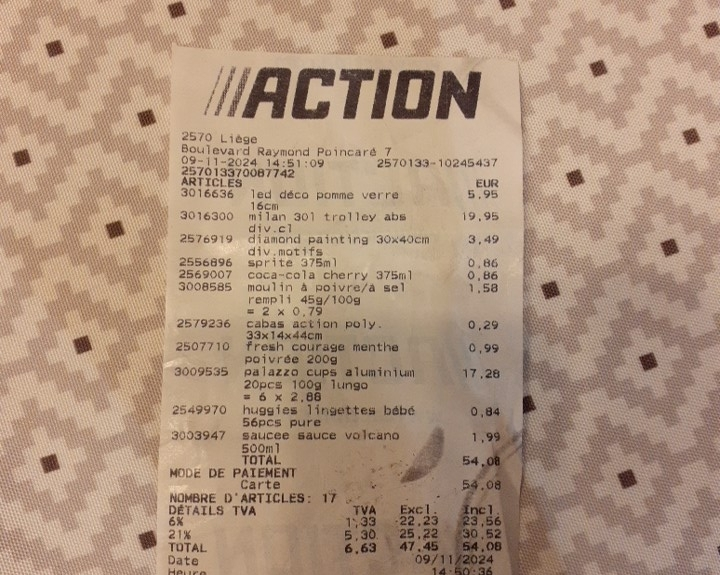 ACTION
2570 Liège
Boulevard Raymond Poincaré 7
09-11-2024 14:51:09 2570133-10245437
257013370087742
ARTICLES EUR
3016636 led déco pomme verre 5,95
16cm
3016300 milan 301 trolley abs 19,95
div.cl
2576919 diamond painting 30x40cm 3,49
div.motifs
2556896 sprite 375ml 0,86
2569007 coca-cola cherry 375ml 0,86
3008585 moulin à poivre/à sel 1,58
rempli 45g/100g
= 2 x 0,79
2579236 cabas action poly. 0,29
33x14x44cm
2507710 fresh courage menthe 0,99
poivrée 200g
3009535 palazzo cups aluminium 17,28
20pcs 100g lungo
= 6 x 2,88
2549970 huggies lingettes bébé 0,84
56pcs pure
3003947 saucee sauce volcano 1,99
500ml
TOTAL 54,08
MODE DE PAIEMENT
Carte 54,08
NOMBRE D'ARTICLES: 17
DÉTAILS TVA TVA Excl. Incl.
6% 1,33 22,23 23,56
21% 5,30 25,22 30,52
TOTAL 6,63 47,45 54,08
Date 09/11/2024
Heure 14:50:36